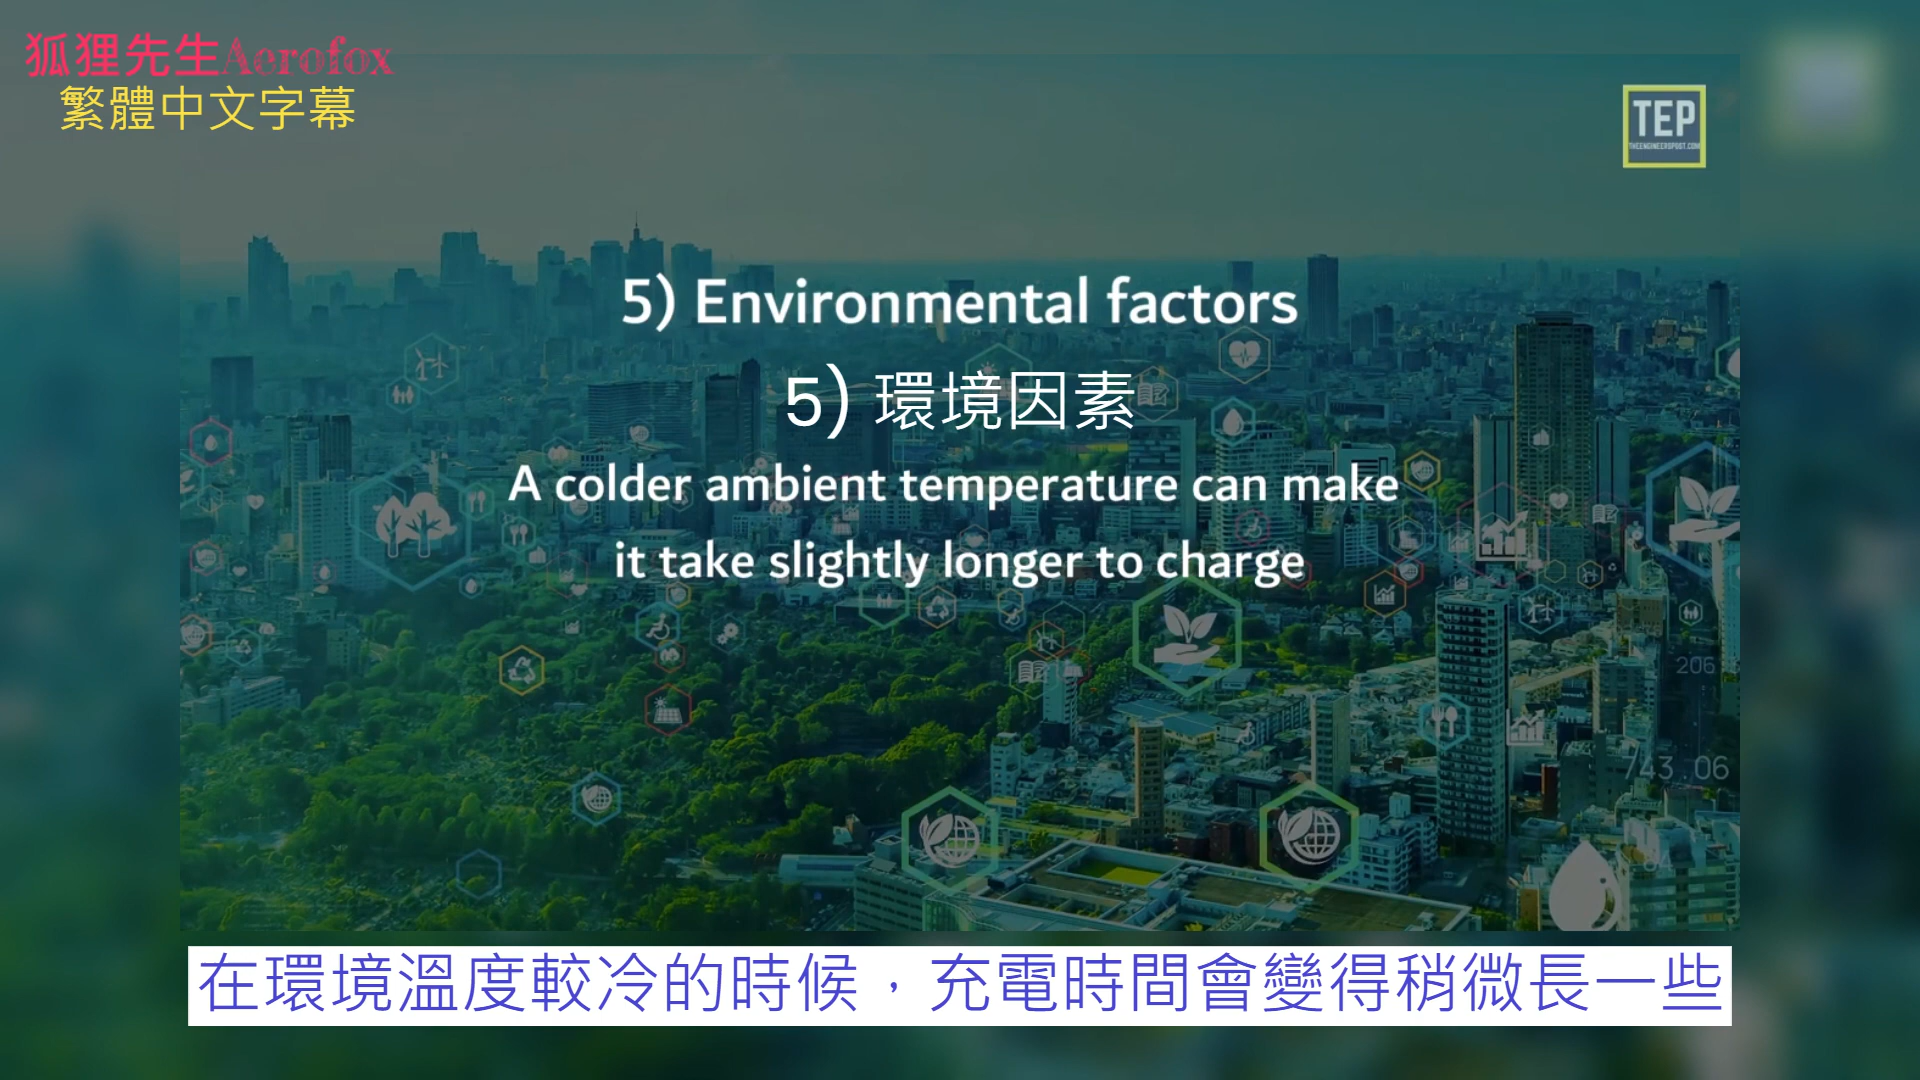 狐狸先生Aerofox
繁體中文字幕
TEP
THEENGINEERSPOST.COM
5) Environmental factors
5) 環境因素
A colder ambient temperature can make
it take slightly longer to charge
206
743.06
在環境溫度較冷的時候，充電時間會變得稍微長一些